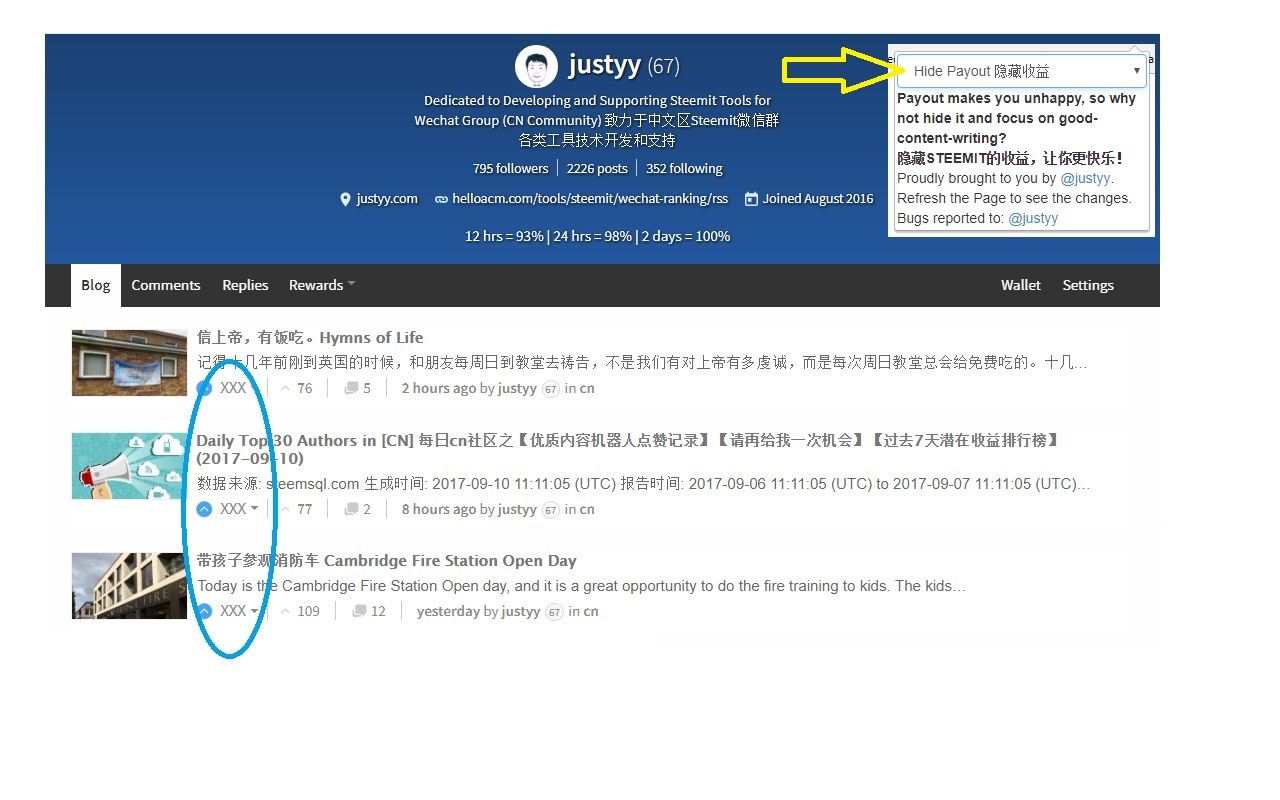 justyy (67)
Dedicated to Developing and Supporting Steemit Tools for
Wechat Group (CN Community) 致力于中文区Steemit微信群
各类工具技术开发和支持
795 followers 2226 posts 352 following
justyy.com helloacm.com/tools/steemit/wechat-ranking/rss Joined August 2016
12 hrs = 93% | 24 hrs = 98% | 2 days = 100%
Hide Payout 隐藏收益
Payout makes you unhappy, so why
not hide it and focus on good-
content-writing?
隐藏STEEMIT的收益，让你更快乐！
Proudly brought to you by @justyy.
Refresh the Page to see the changes.
Bugs reported to: @justyy
Blog Comments Replies Rewards Wallet Settings
信上帝，有饭吃。Hymns of Life
记得十几年前刚到英国的时候，和朋友每周日到教堂去祷告，不是我们有对上帝有多虔诚，而是每次周日教堂总会给免费吃的。十几…
XXX 76 5 2 hours ago by justyy 67 in cn
Daily Top 30 Authors in [CN] 每日cn社区之【优质内容机器人点赞记录】【请再给我一次机会】【过去7天潜在收益排行榜】
(2017-09-10)
数据来源: steemsql.com 生成时间: 2017-09-10 11:11:05 (UTC) 报告时间: 2017-09-06 11:11:05 (UTC) to 2017-09-07 11:11:05 (UTC)…
XXX 77 2 8 hours ago by justyy 67 in cn
带孩子参观消防车 Cambridge Fire Station Open Day
Today is the Cambridge Fire Station Open day, and it is a great opportunity to do the fire training to kids. The kids…
XXX 109 12 yesterday by justyy 67 in cn